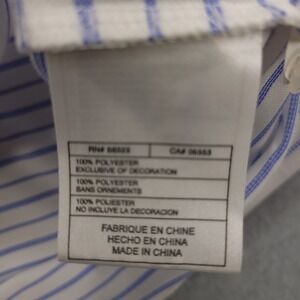 RN# 56523 CA# 05553
100% POLYESTER
EXCLUSIVE OF DECORATION
100% POLYESTER
SANS ORNEMENTS
100% POLIESTER
NO INCLUYE LA DECORACION
FABRIQUE EN CHINE
HECHO EN CHINA
MADE IN CHINA